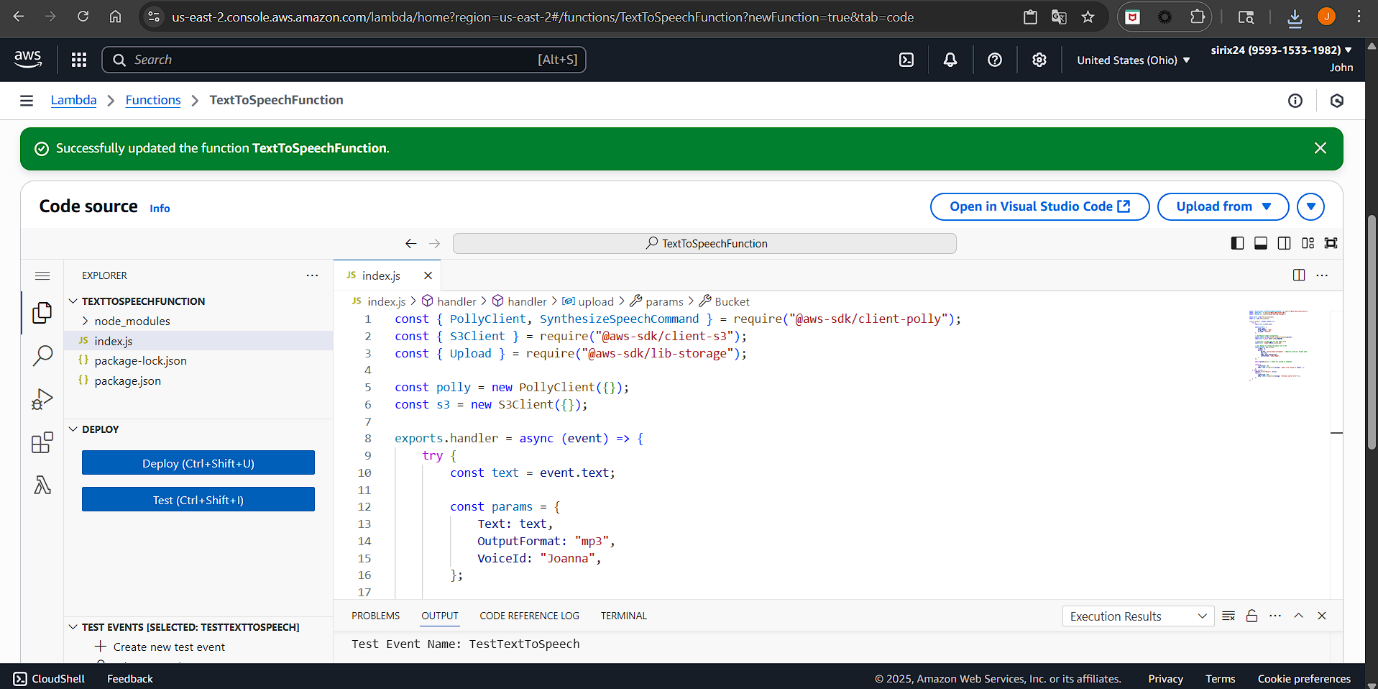 us-east-2.console.aws.amazon.com/lambda/home?region=us-east-2#/functions/TextToSpeechFunction?newFunction=true&tab=code
J
aws
Search
[Alt+S]
United States (Ohio) ▼
sirix24 (9593-1533-1982) ▼
John
Lambda > Functions > TextToSpeechFunction
Successfully updated the function TextToSpeechFunction.
Code source Info
Open in Visual Studio Code
Upload from ▼
TextToSpeechFunction
EXPLORER
TEXTTOSPEECHFUNCTION
node_modules
JS index.js
{} package-lock.json
{} package.json
DEPLOY
Deploy (Ctrl+Shift+U)
Test (Ctrl+Shift+I)
TEST EVENTS [SELECTED: TESTTEXTTOSPEECH]
Create new test event
JS index.js
JS index.js > handler > handler > upload > params > Bucket
1 const { PollyClient, SynthesizeSpeechCommand } = require("@aws-sdk/client-polly");
2 const { S3Client } = require("@aws-sdk/client-s3");
3 const { Upload } = require("@aws-sdk/lib-storage");
4
5 const polly = new PollyClient({});
6 const s3 = new S3Client({});
7
8 exports.handler = async (event) => {
9 try {
10 const text = event.text;
11
12 const params = {
13 Text: text,
14 OutputFormat: "mp3",
15 VoiceId: "Joanna",
16 };
17
PROBLEMS OUTPUT CODE REFERENCE LOG TERMINAL
Execution Results
Test Event Name: TestTextToSpeech
CloudShell Feedback
© 2025, Amazon Web Services, Inc. or its affiliates. Privacy Terms Cookie preferences